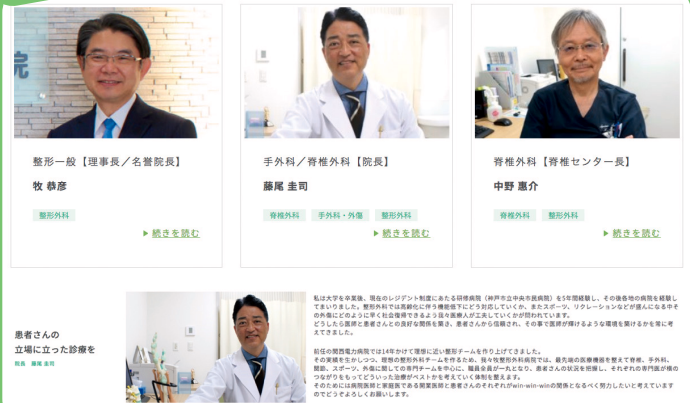 院
整形一般【理事長／名誉院長】
牧 恭彦
整形外科
続きを読む
手外科／脊椎外科【院長】
藤尾 圭司
脊椎外科 手外科・外傷 整形外科
続きを読む
脊椎外科【脊椎センター長】
中野 恵介
脊椎外科 整形外科
続きを読む
患者さんの
立場に立った診療を
院長 藤尾 圭司
私は大学を卒業後、現在のレジデント制度にあたる研修病院（神戸市立中央市民病院）を5年間経験し、その後各地の病院を経験し
てまいりました。整形外科では高齢化に伴う機能低下にどう対応していくか、またスポーツ、リクレーションなどが盛んになる中そ
の外傷にどのように早く社会復帰できるよう我々医療人が工夫していくかが問われています。
どうしたら医師と患者さんとの良好な関係を築き、患者さんから信頼され、その事で医師が輝けるような環境を築けるかを常に考
えてきました。
前任の関西電力病院では14年かけて理想に近い整形チームを作り上げてきました。
その実績を生かしつつ、理想の整形外科チームを作るため、我々牧整形外科病院では、最先端の医療機器を整えて脊椎、手外科、
関節、スポーツ、外傷に関しての専門チームを中心に、職員全員が一丸となり、患者さんの状況を把握し、それぞれの専門医が横の
つながりをもってどういった治療がベストかを考えていく体制を整えます。
そのためには病院医師と家庭医である開業医師と患者さんのそれぞれがwin-win-winの関係となるべく努力したいと考えています
のでどうぞよろしくお願いします。